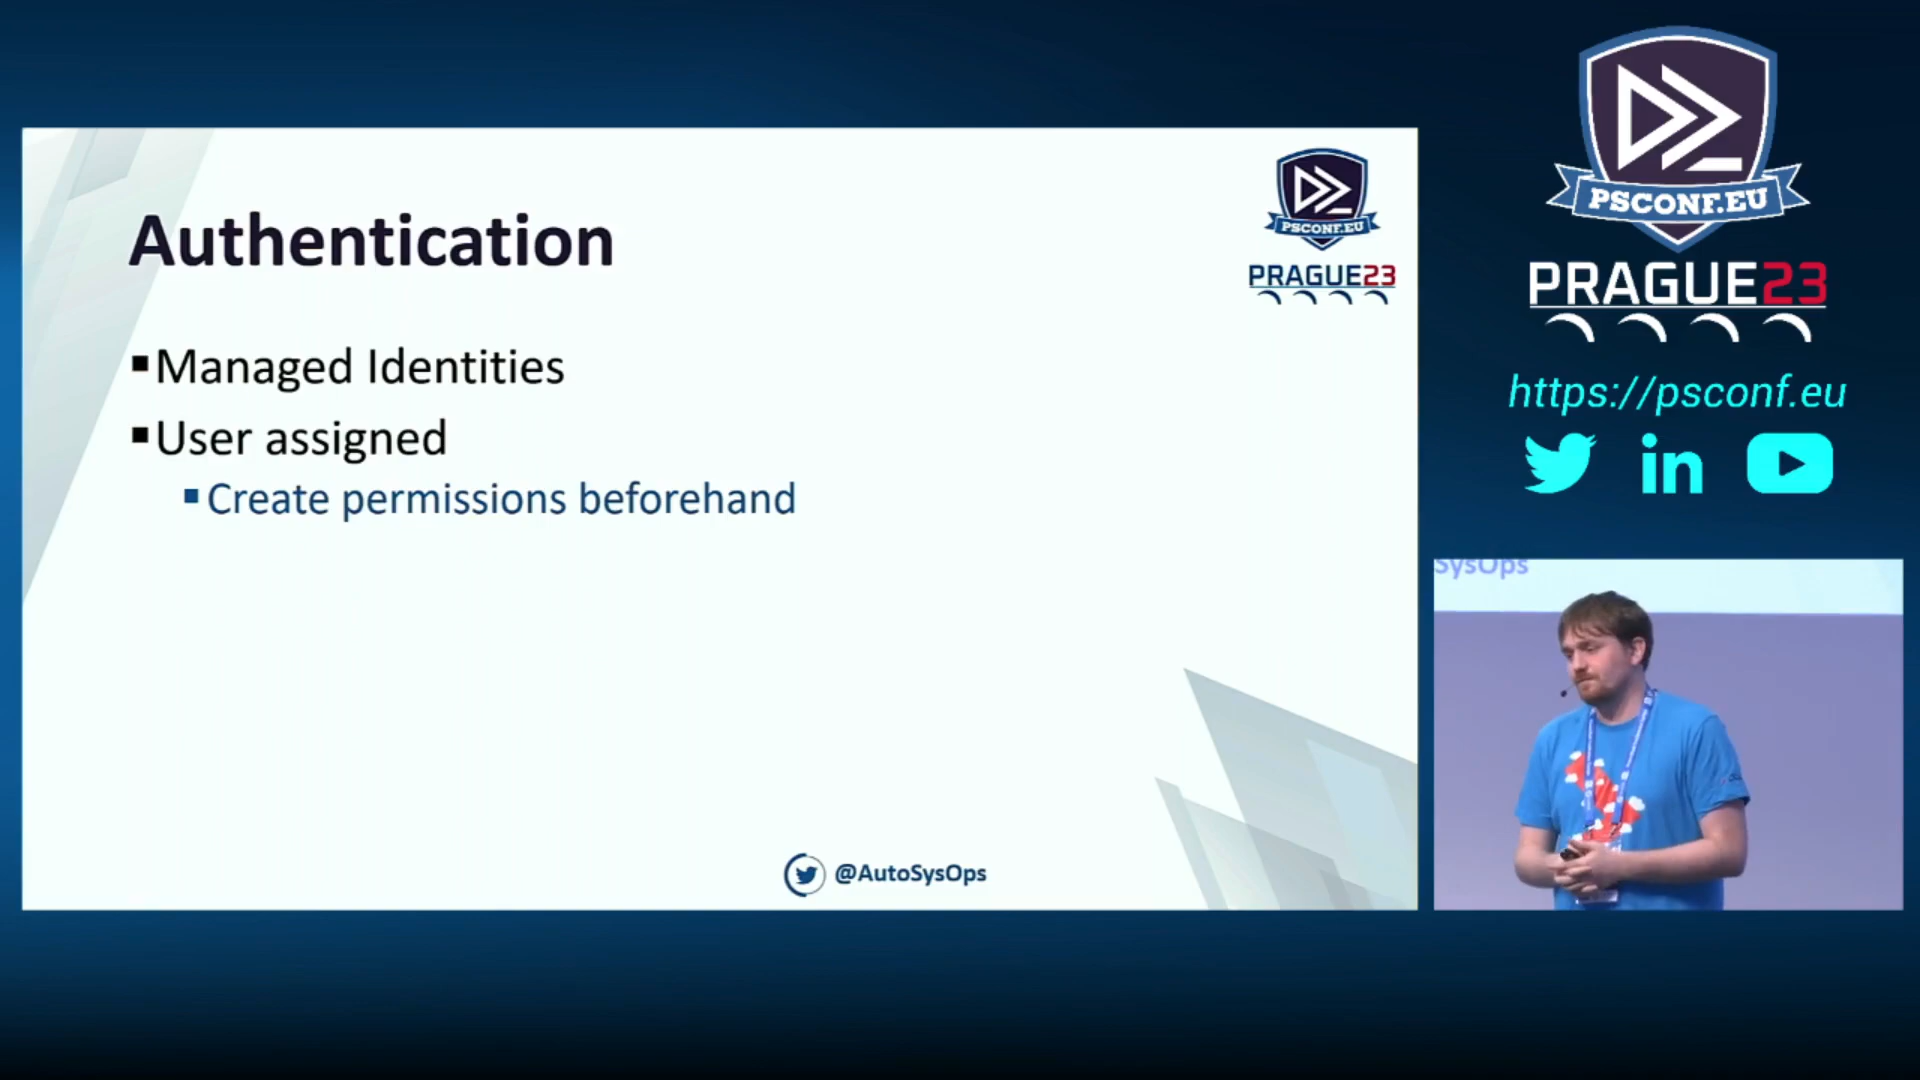 Authentication
PSCONF.EU
PRAGUE23
▪Managed Identities
▪User assigned
▪Create permissions beforehand
@AutoSysOps
PSCONF.EU
PRAGUE23
https://psconf.eu
in
SysOps